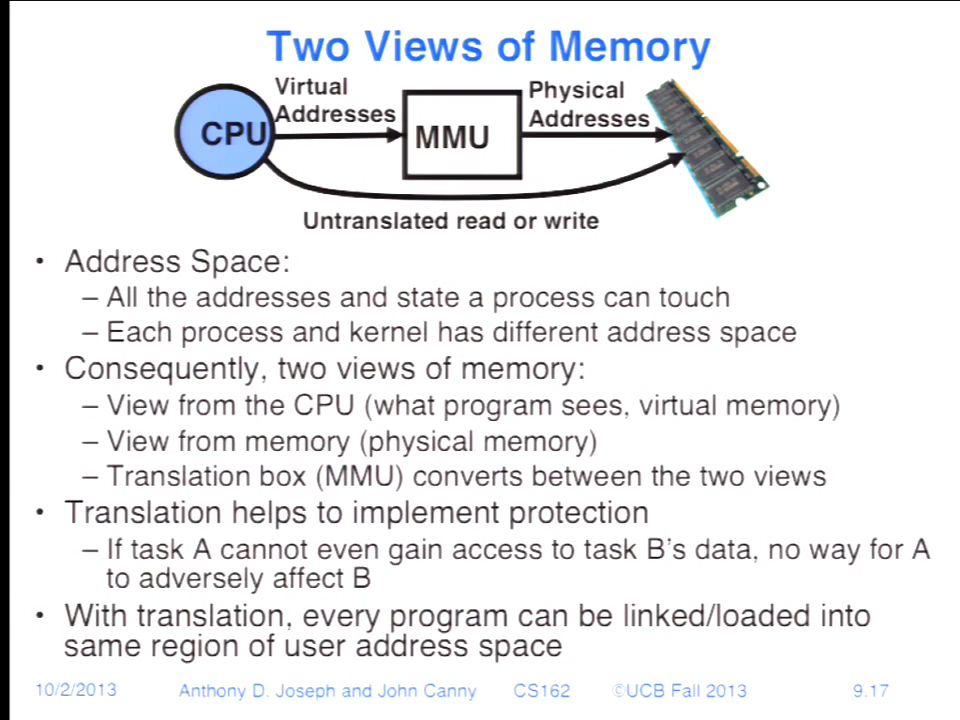 Two Views of Memory
Virtual
Addresses
Physical
Addresses
CPU
MMU
Untranslated read or write
• Address Space:
– All the addresses and state a process can touch
– Each process and kernel has different address space
• Consequently, two views of memory:
– View from the CPU (what program sees, virtual memory)
– View from memory (physical memory)
– Translation box (MMU) converts between the two views
• Translation helps to implement protection
– If task A cannot even gain access to task B's data, no way for A
to adversely affect B
• With translation, every program can be linked/loaded into
same region of user address space
10/2/2013 Anthony D. Joseph and John Canny CS162 ©UCB Fall 2013 9.17